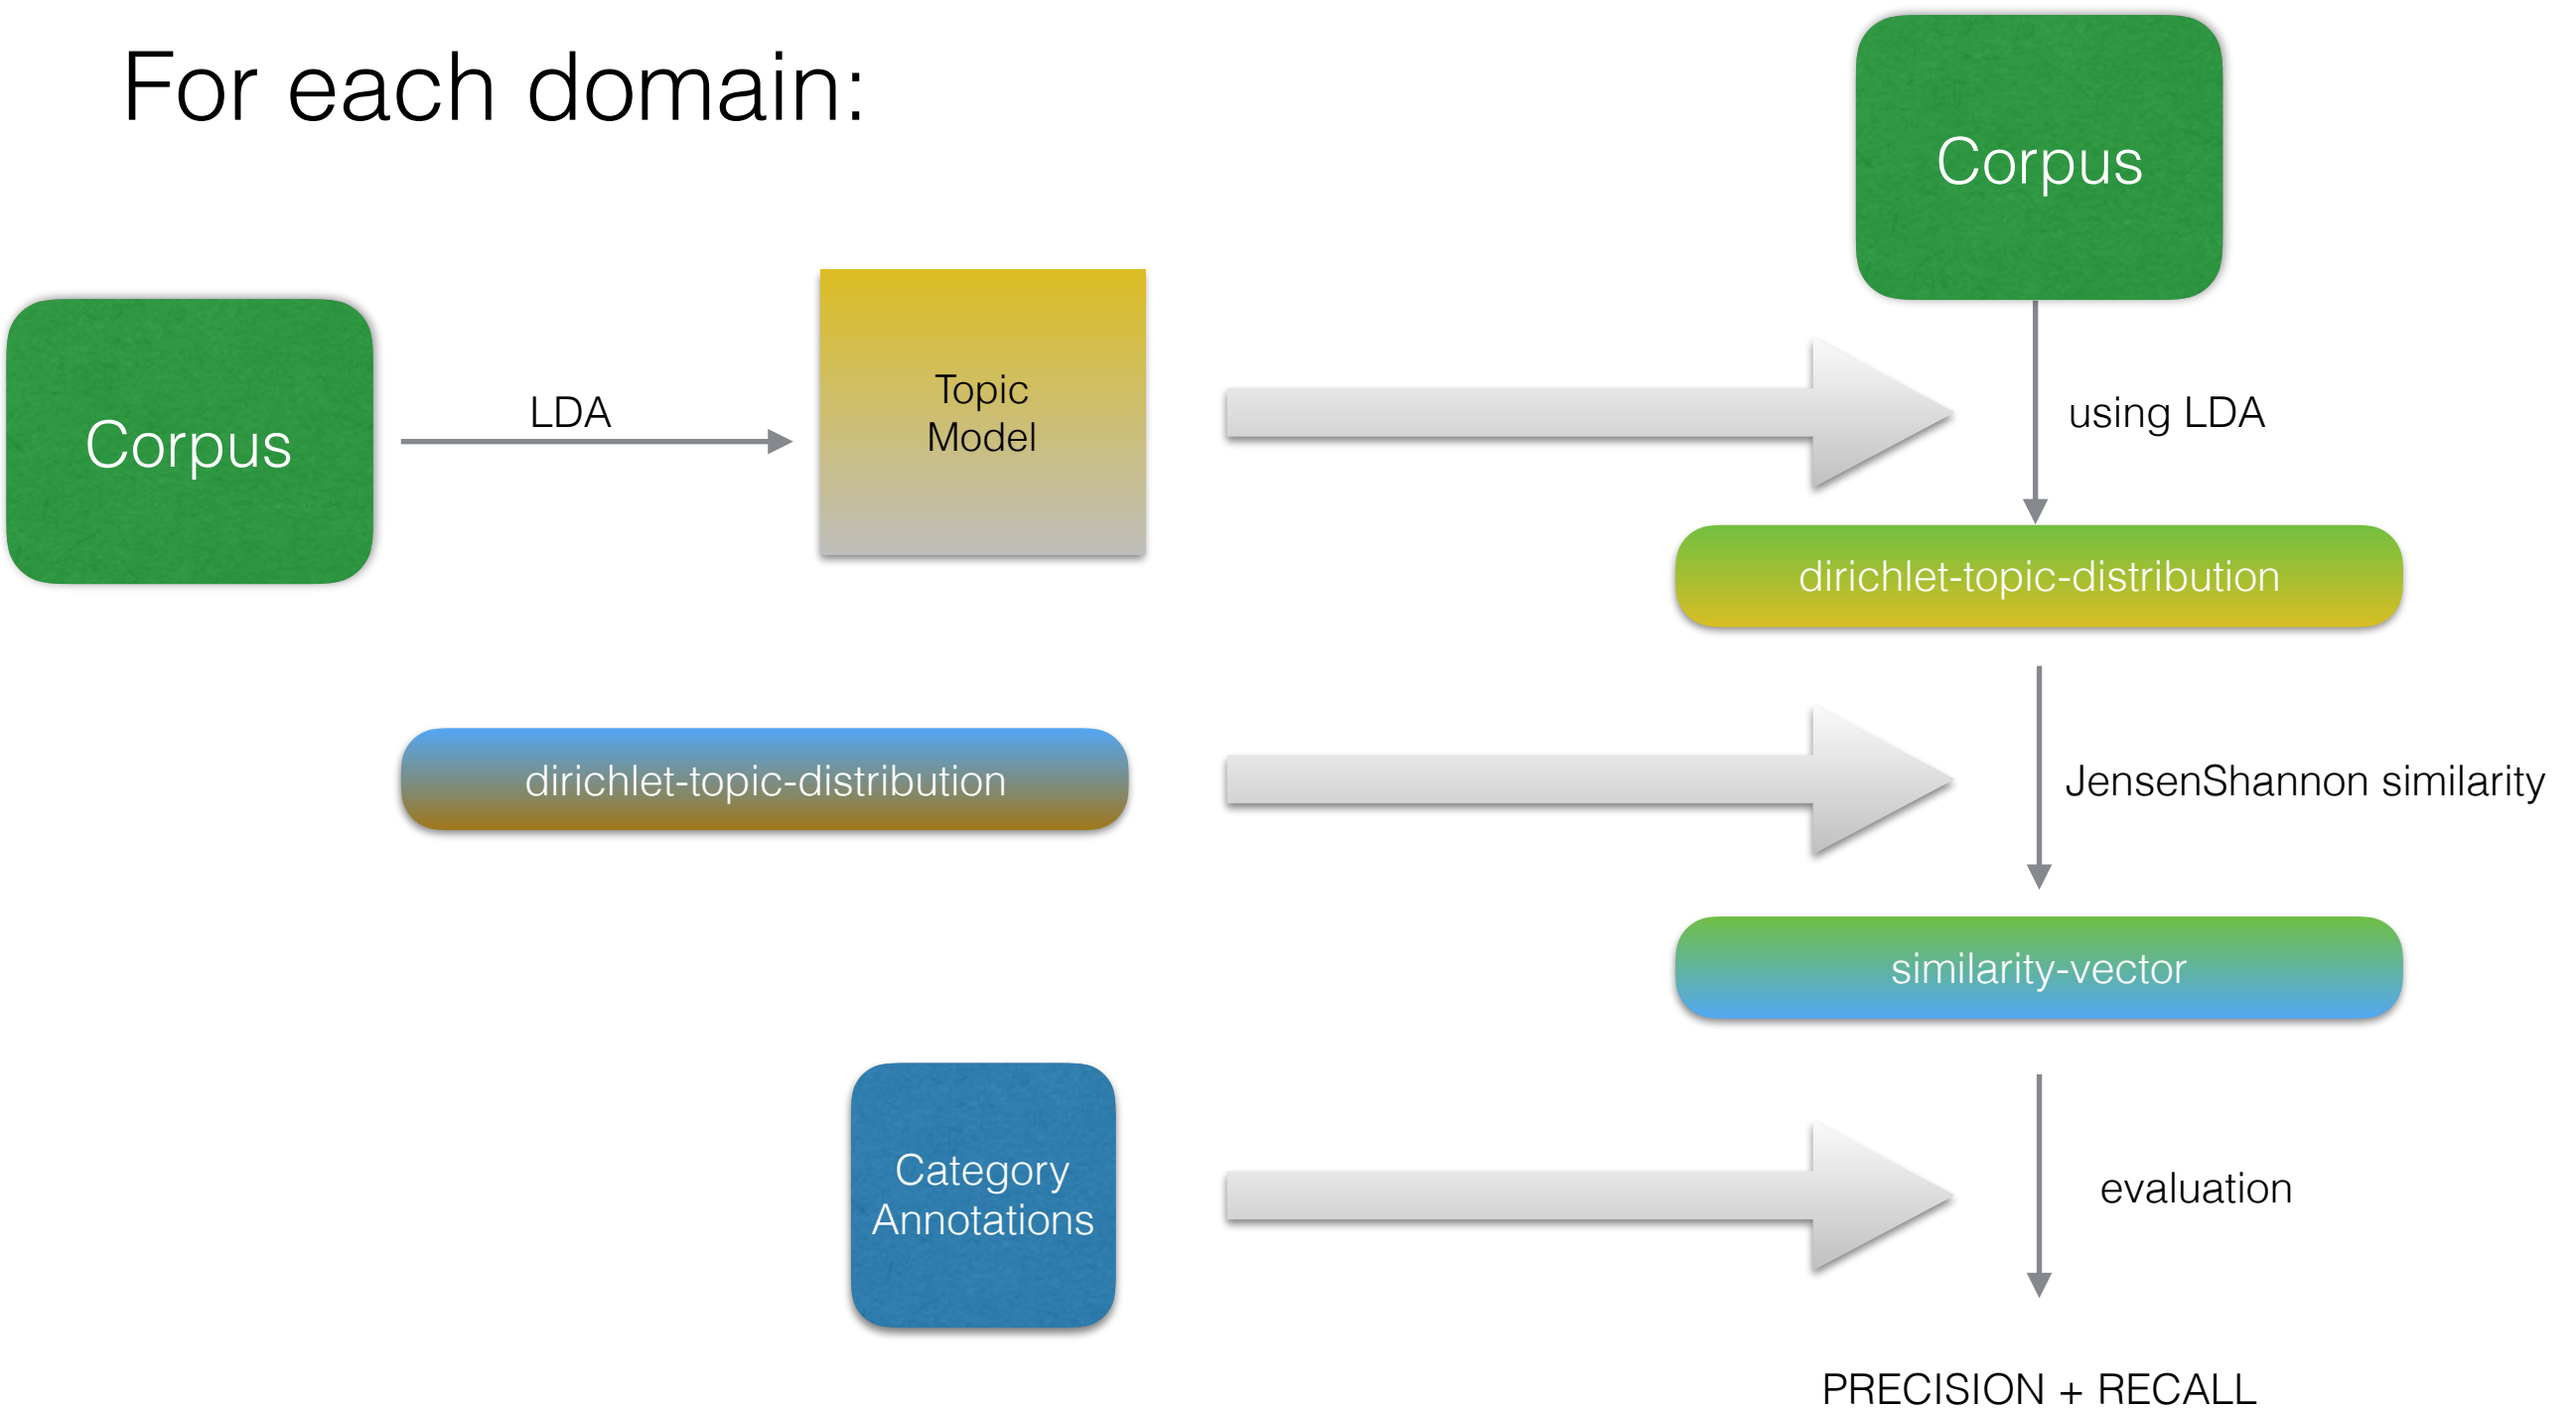 For each domain:
Corpus
Corpus
LDA
Topic
Model
using LDA
dirichlet-topic-distribution
dirichlet-topic-distribution
JensenShannon similarity
similarity-vector
Category
Annotations
evaluation
PRECISION + RECALL